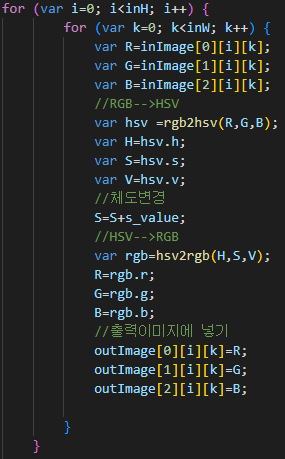 for (var i=0; i<inH; i++) {
for (var k=0; k<inW; k++) {
var R=inImage[0][i][k];
var G=inImage[1][i][k];
var B=inImage[2][i][k];
//RGB-->HSV
var hsv =rgb2hsv(R,G,B);
var H=hsv.h;
var S=hsv.s;
var V=hsv.v;
//체도변경
S=S+s_value;
//HSV-->RGB
var rgb=hsv2rgb(H,S,V);
R=rgb.r;
G=rgb.g;
B=rgb.b;
//출력이미지에 넣기
outImage[0][i][k]=R;
outImage[1][i][k]=G;
outImage[2][i][k]=B;
}
}